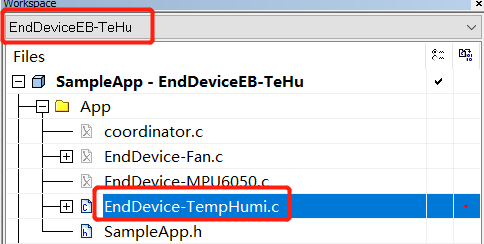 Workspace
EndDeviceEB-TeHu
Files
SampleApp - EndDeviceEB-TeHu
App
coordinator.c
EndDevice-Fan.c
EndDevice-MPU6050.c
EndDevice-TempHumi.c
SampleApp.h